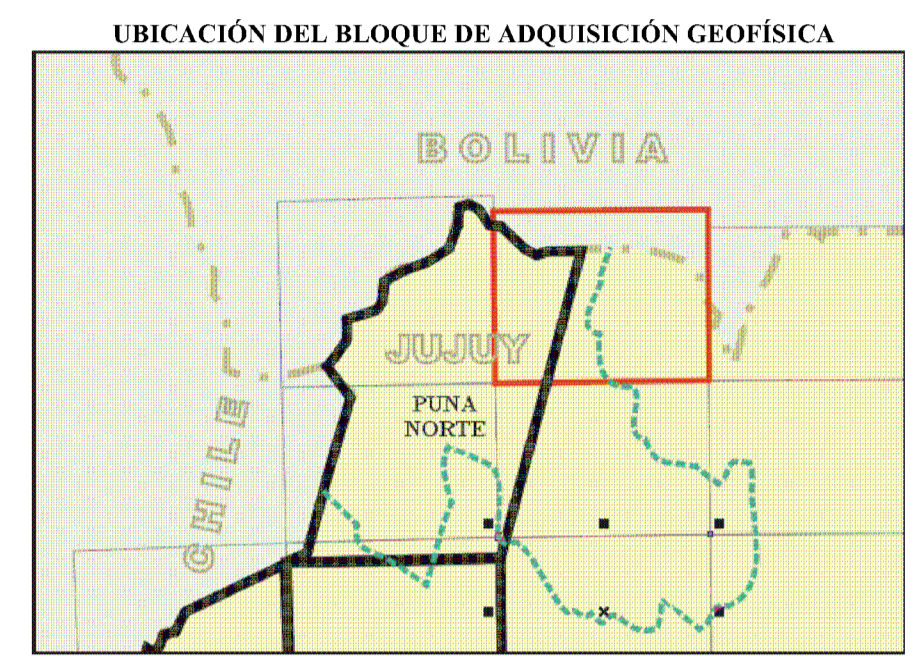 UBICACIÓN DEL BLOQUE DE ADQUISICIÓN GEOFÍSICA
BOLIVIA
JUJUY
PUNA
NORTE
CHILE